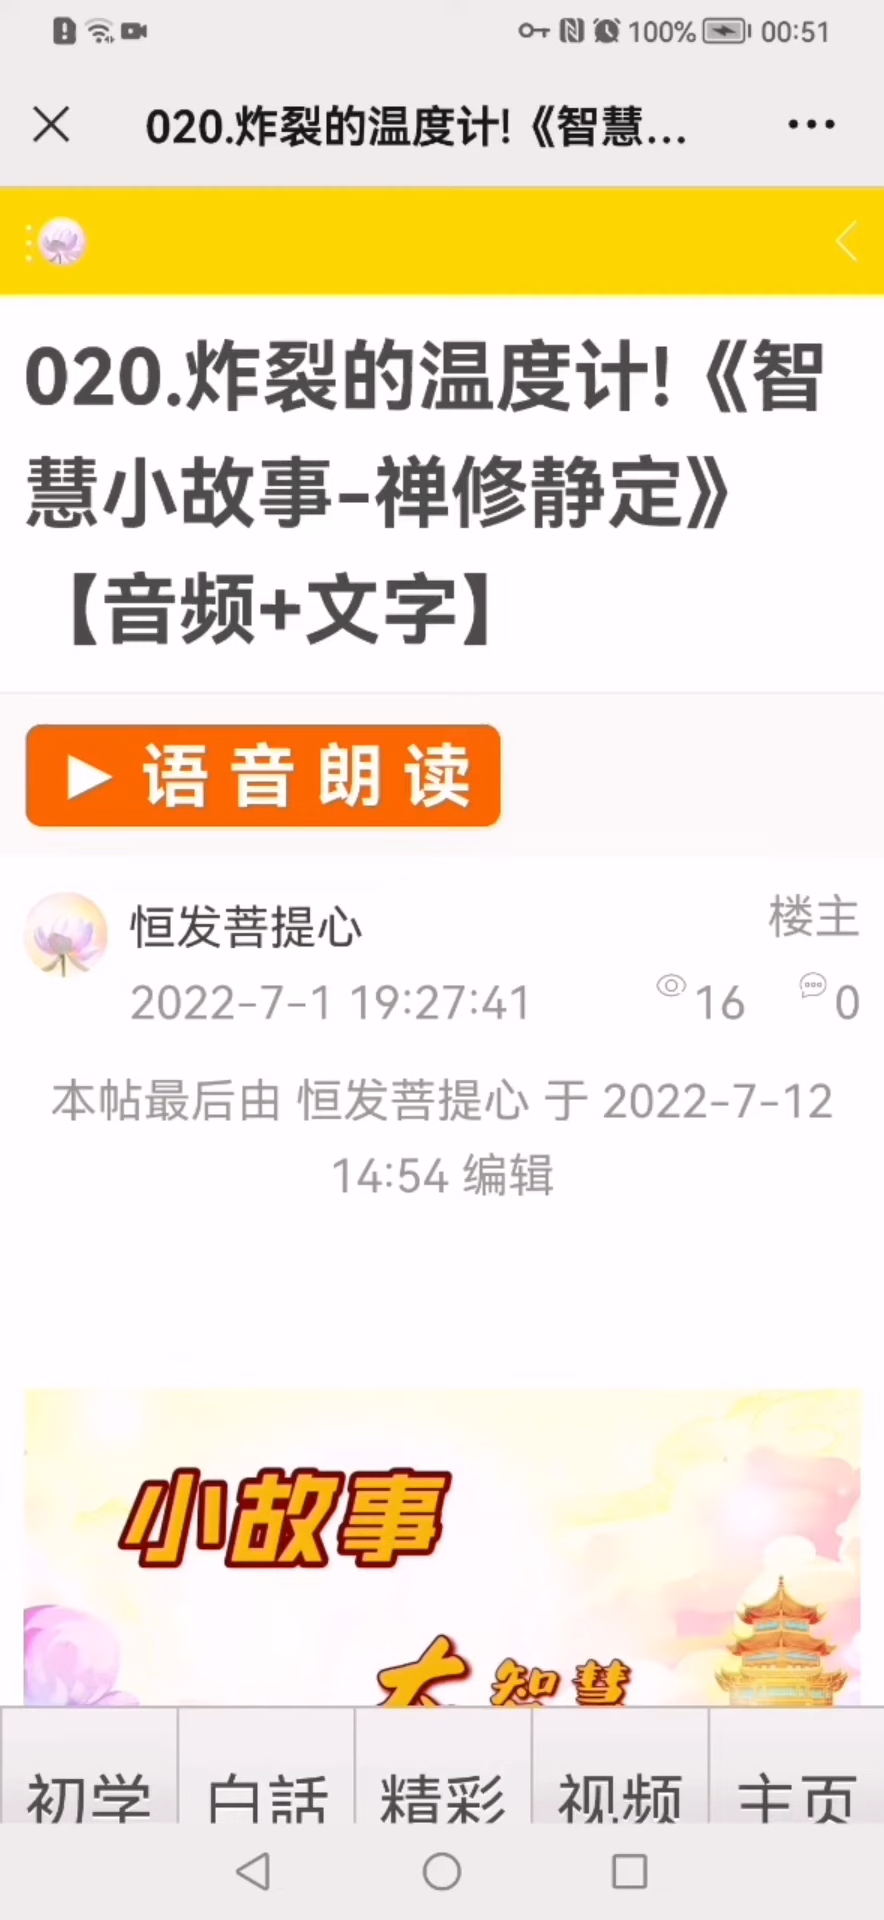 100% 00:51
020.炸裂的温度计!《智慧...
020.炸裂的温度计!《智
慧小故事-禅修静定》
【音频+文字】
语音朗读
恒发菩提心
楼主
2022-7-1 19:27:41 16 0
本帖最后由 恒发菩提心 于 2022-7-12
14:54 编辑
小故事
大智慧
初学 白話 精彩 视频 主页